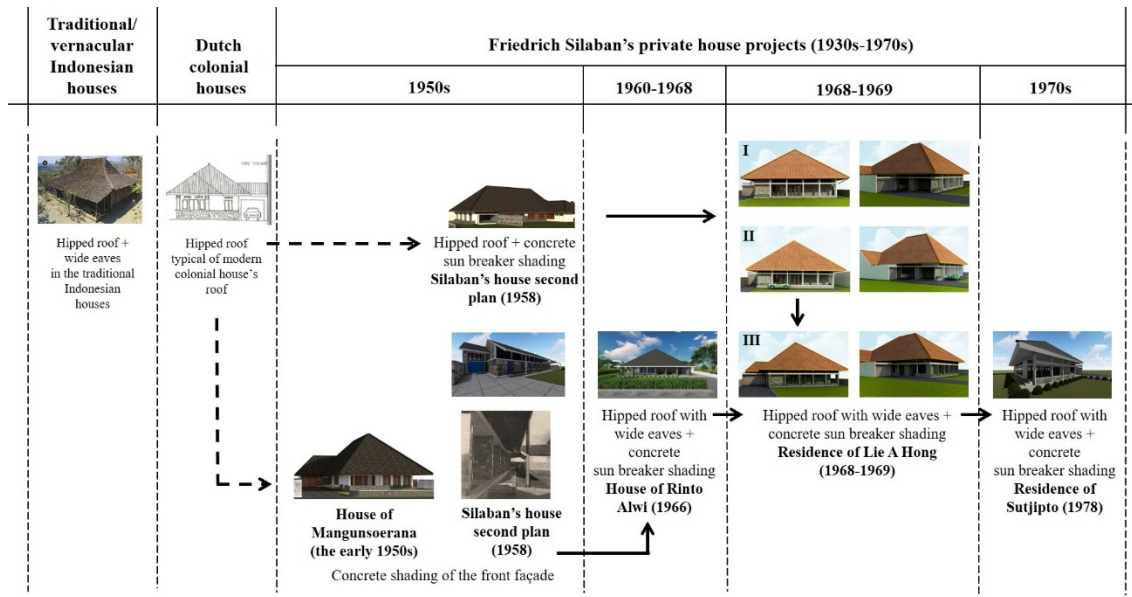 Traditional/
vernacular
Indonesian
houses
Dutch
colonial
houses
Friedrich Silaban's private house projects (1930s-1970s)
1950s
1960-1968
1968-1969
1970s
Hipped roof +
wide eaves
in the traditional
Indonesian
houses
Hipped roof
typical of modern
colonial house's
roof
Hipped roof + concrete
sun breaker shading
Silaban's house second
plan (1958)
House of
Mangunsoerana
(the early 1950s)
Silaban's house
second plan
(1958)
Concrete shading of the front façade
Hipped roof with
wide eaves +
concrete
sun breaker shading
House of Rinto
Alwi (1966)
I
II
III
Hipped roof with wide eaves +
concrete sun breaker shading
Residence of Lie A Hong
(1968-1969)
Hipped roof with
wide eaves +
concrete
sun breaker shading
Residence of
Sutjipto (1978)